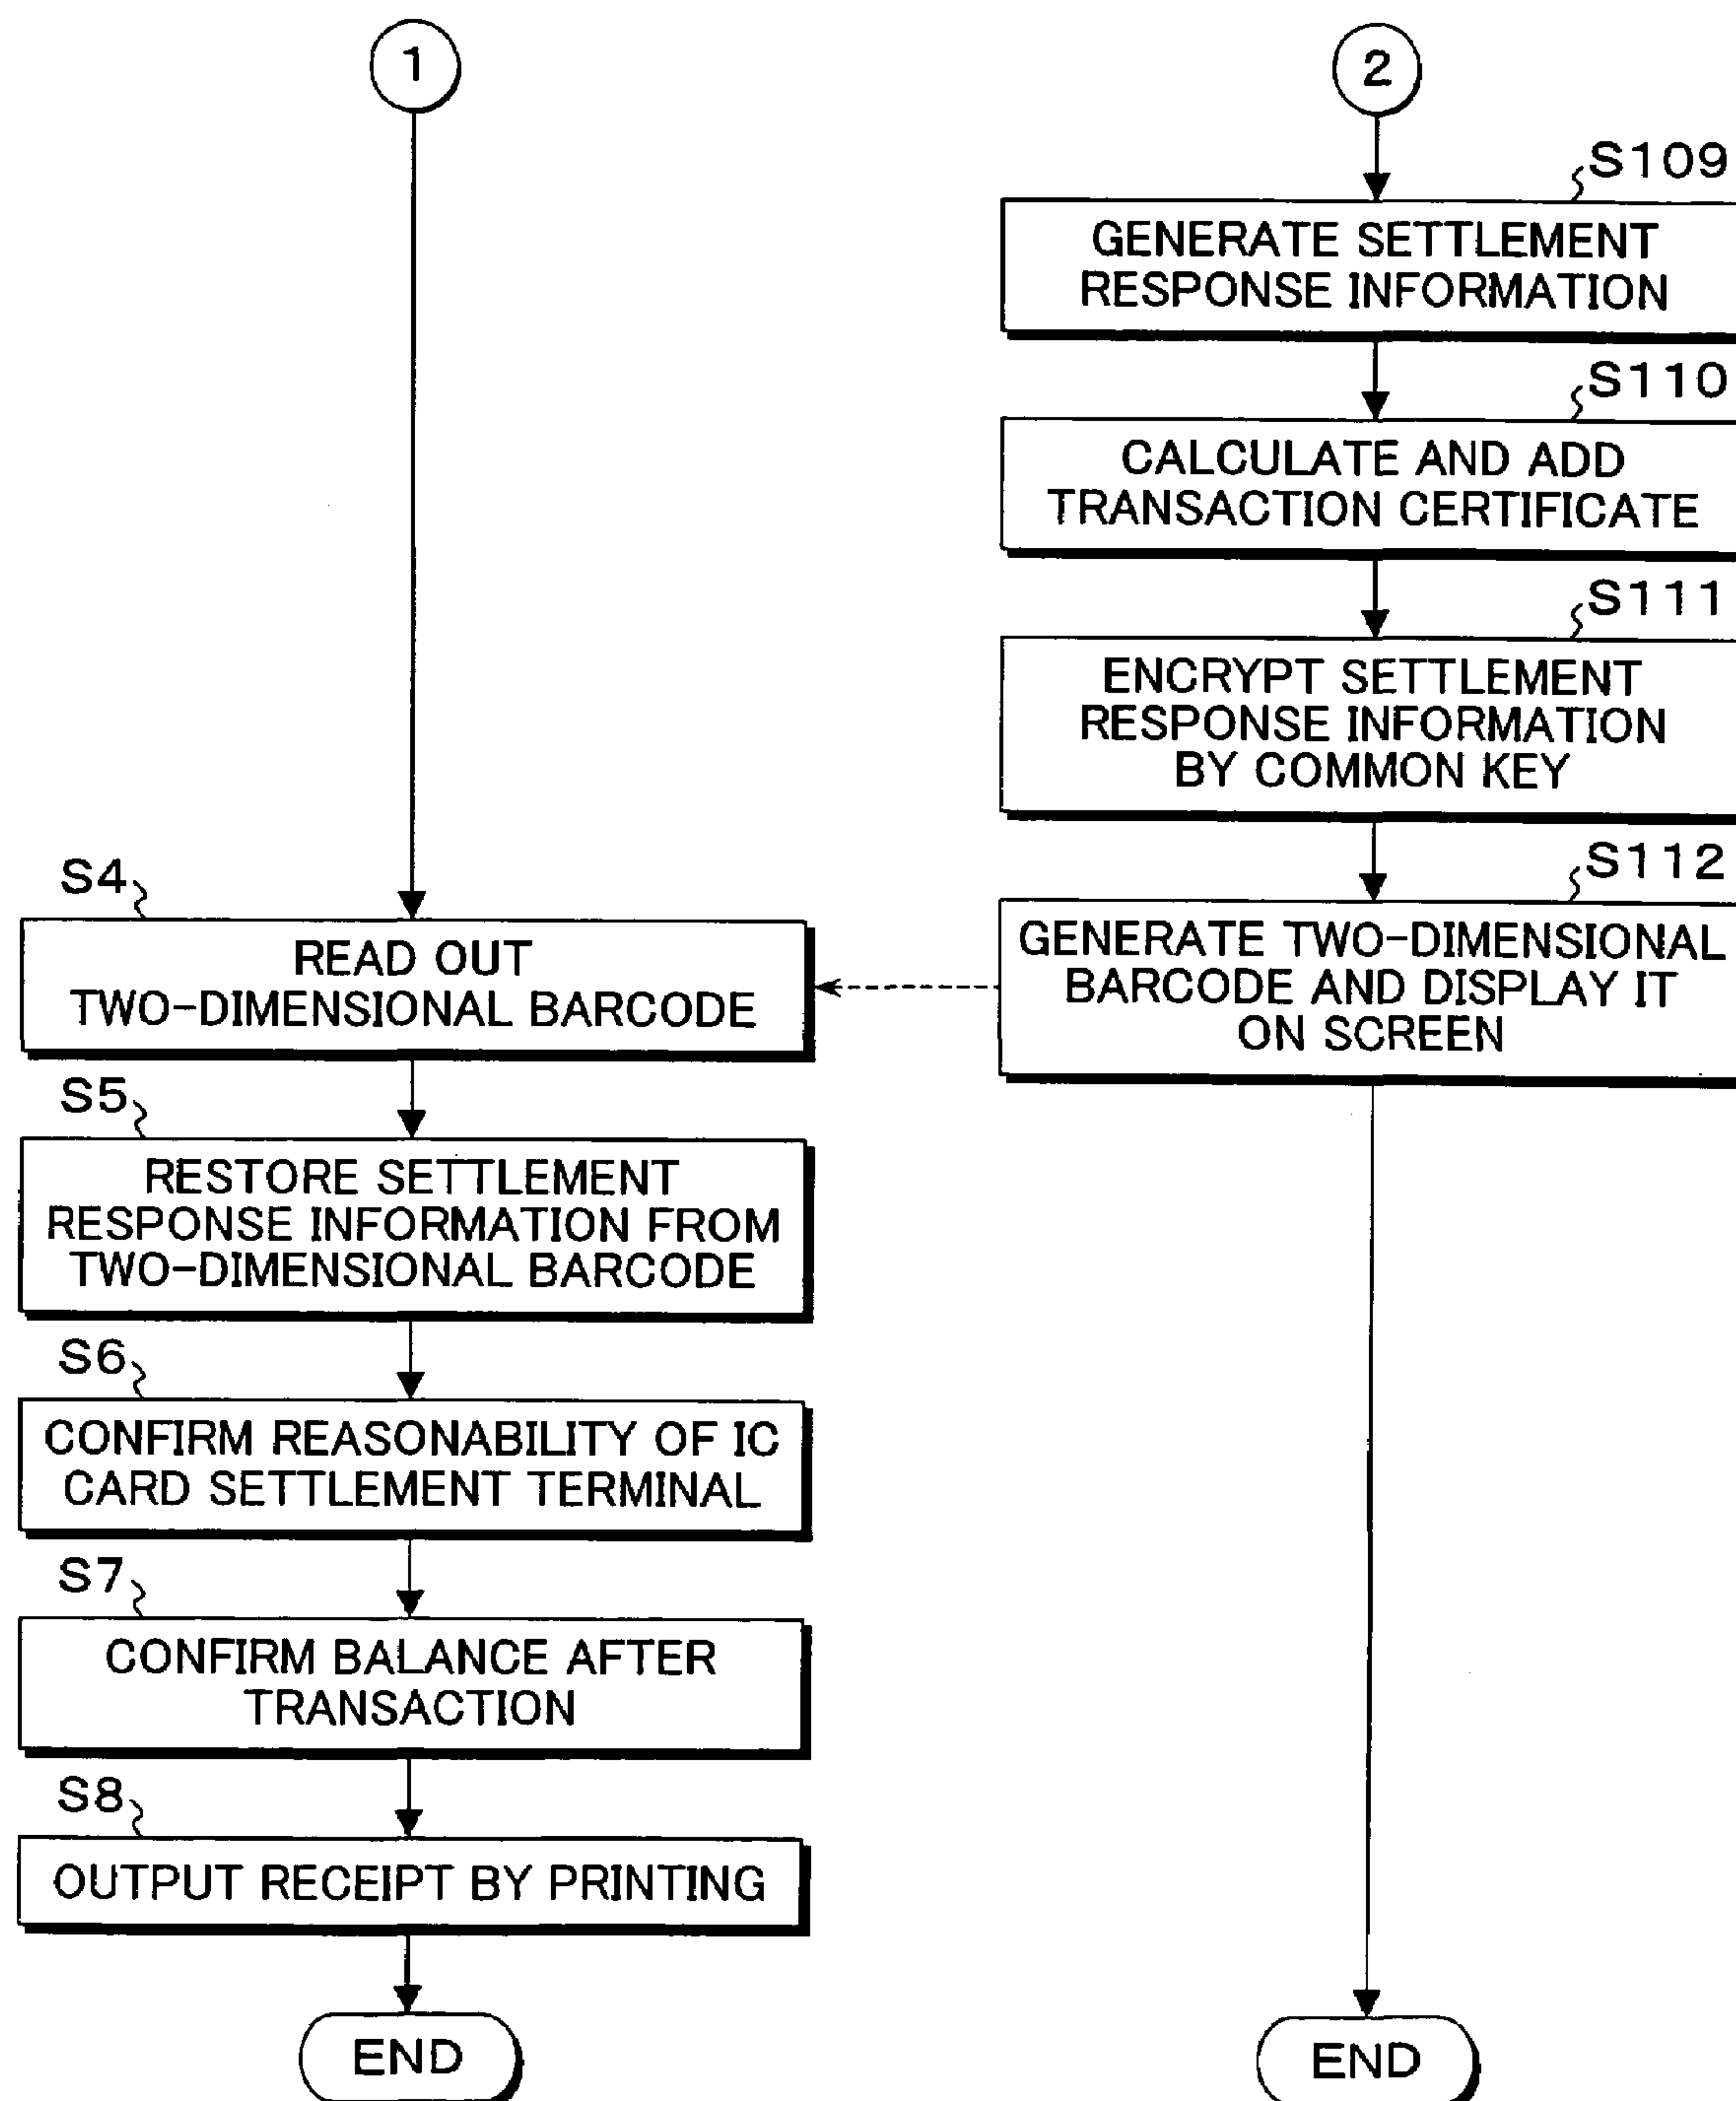 1
S4
READ OUT
TWO-DIMENSIONAL BARCODE
S5
RESTORE SETTLEMENT
RESPONSE INFORMATION FROM
TWO-DIMENSIONAL BARCODE
S6
CONFIRM REASONABILITY OF IC
CARD SETTLEMENT TERMINAL
S7
CONFIRM BALANCE AFTER
TRANSACTION
S8
OUTPUT RECEIPT BY PRINTING
END
2
S109
GENERATE SETTLEMENT
RESPONSE INFORMATION
S110
CALCULATE AND ADD
TRANSACTION CERTIFICATE
S111
ENCRYPT SETTLEMENT
RESPONSE INFORMATION
BY COMMON KEY
S112
GENERATE TWO-DIMENSIONAL
BARCODE AND DISPLAY IT
ON SCREEN
END